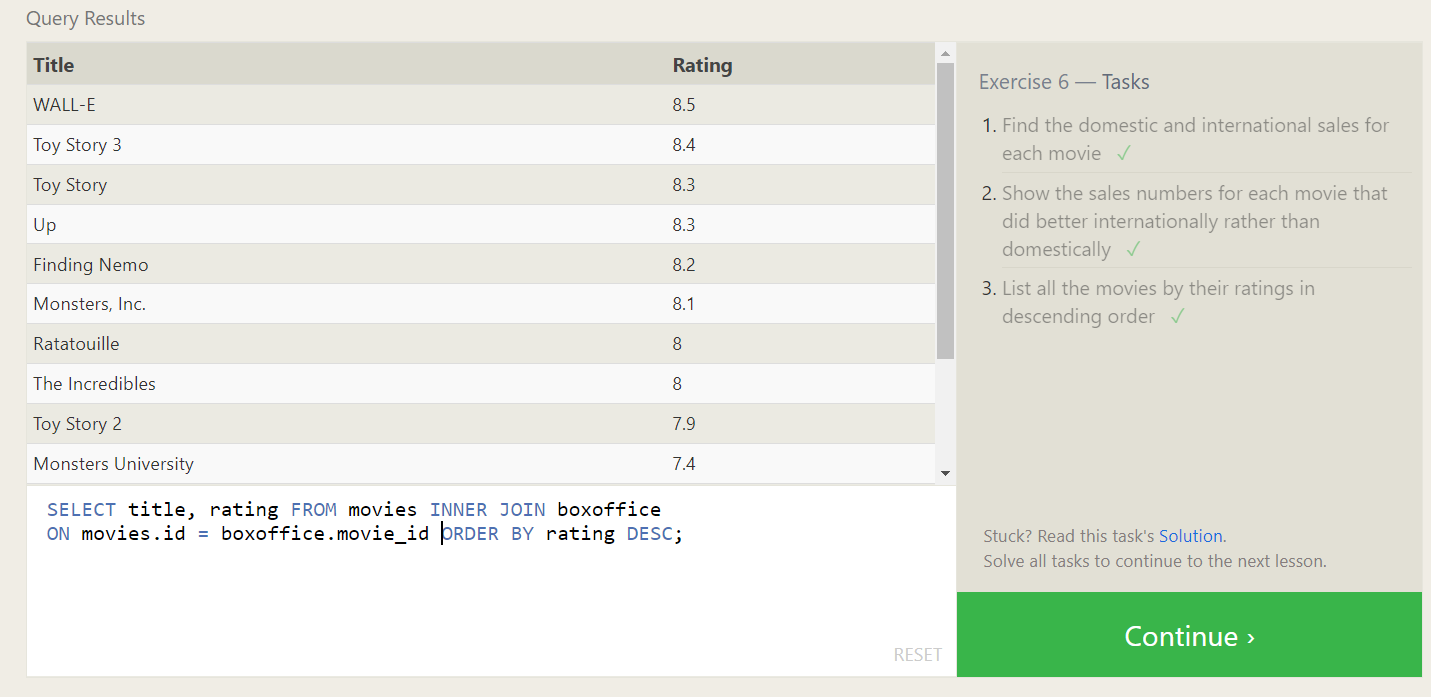 Query Results
Title Rating
WALL-E 8.5
Toy Story 3 8.4
Toy Story 8.3
Up 8.3
Finding Nemo 8.2
Monsters, Inc. 8.1
Ratatouille 8
The Incredibles 8
Toy Story 2 7.9
Monsters University 7.4
SELECT title, rating FROM movies INNER JOIN boxoffice
ON movies.id = boxoffice.movie_id ORDER BY rating DESC;
RESET
Exercise 6 — Tasks
1. Find the domestic and international sales for
each movie ✓
2. Show the sales numbers for each movie that
did better internationally rather than
domestically ✓
3. List all the movies by their ratings in
descending order ✓
Stuck? Read this task's Solution.
Solve all tasks to continue to the next lesson.
Continue ›